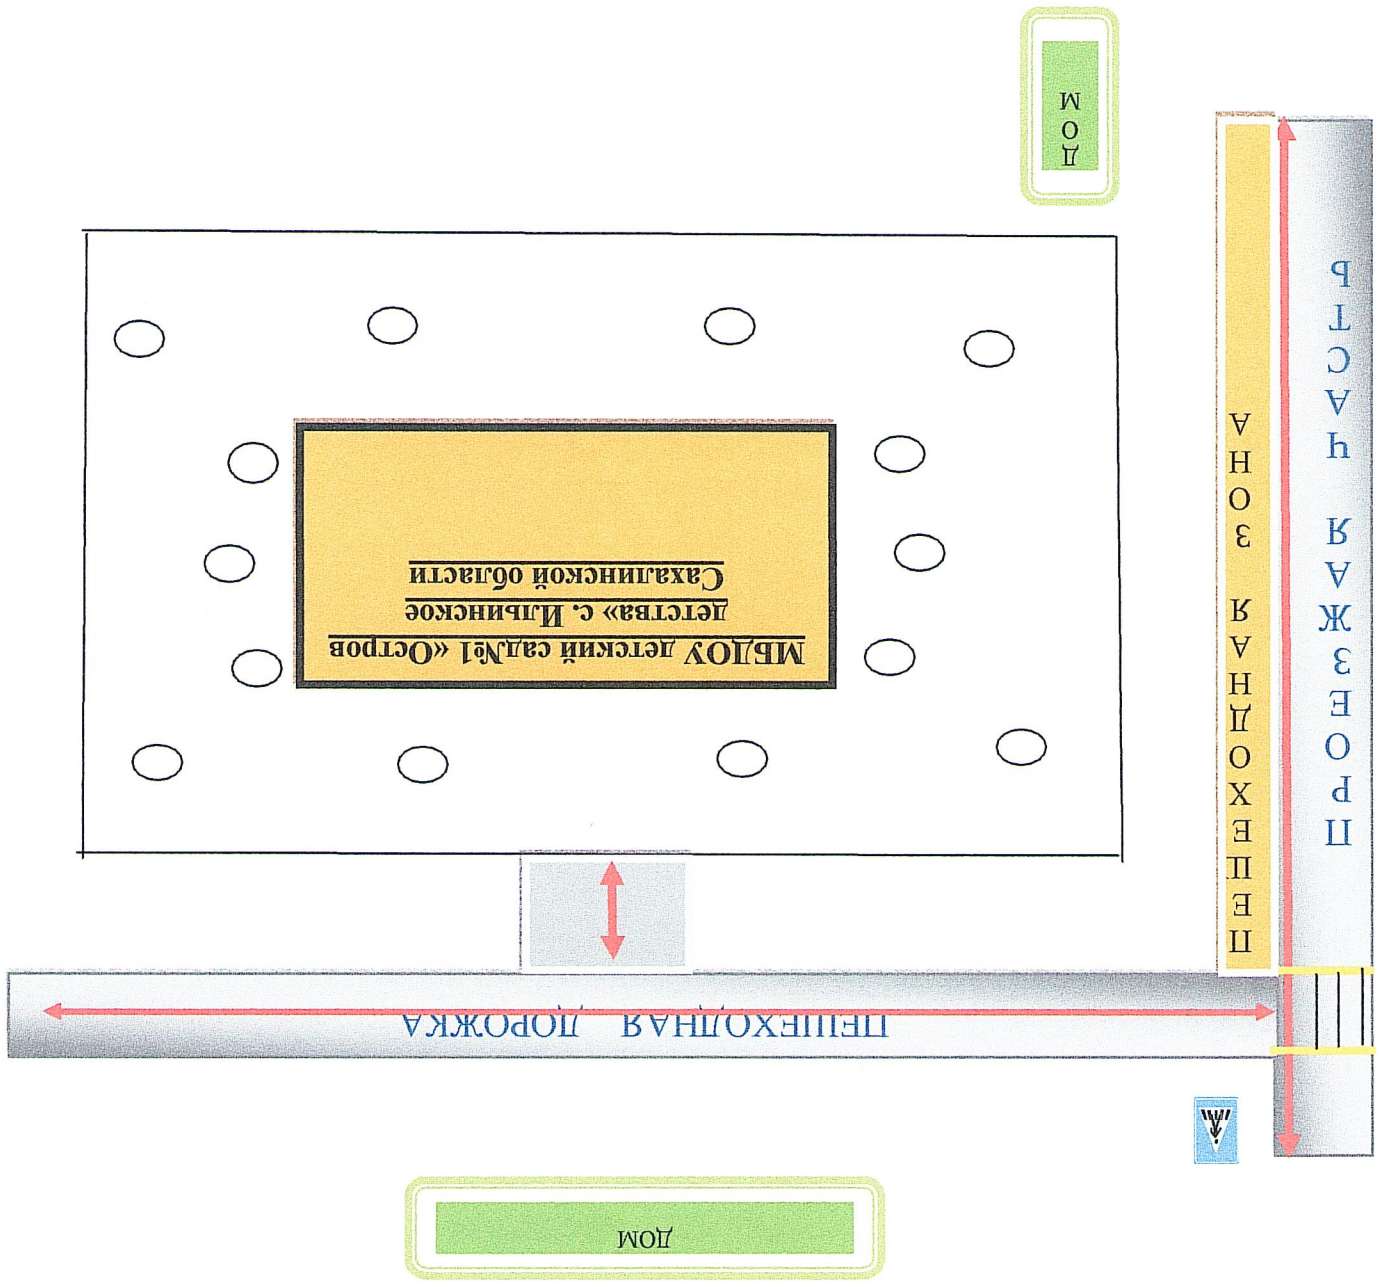 ДОМ
ПЕШЕХОДНАЯ ДОРОЖКА
ПРОЕЗЖАЯ ЧАСТЬ
ПЕШЕХОДНАЯ ЗОНА
МБДОУ детский сад№1 «Остров
детства» с. Ильинское
Сахалинской области
ДОМ